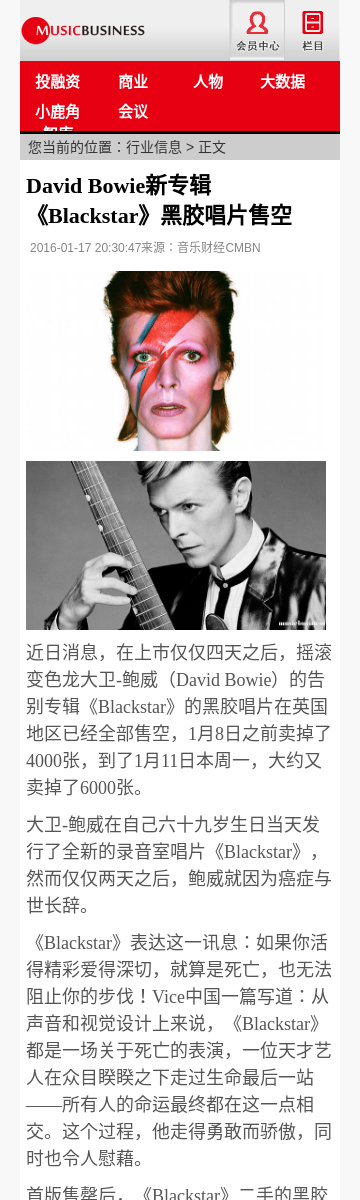 MUSICBUSINESS
会员中心
栏目
投融资 商业 人物 大数据
小鹿角 会议
智库
您当前的位置：行业信息 > 正文
David Bowie新专辑
《Blackstar》黑胶唱片售空
2016-01-17 20:30:47来源：音乐财经CMBN
近日消息，在上市仅仅四天之后，摇滚
变色龙大卫-鲍威（David Bowie）的告
别专辑《Blackstar》的黑胶唱片在英国
地区已经全部售空，1月8日之前卖掉了
4000张，到了1月11日本周一，大约又
卖掉了6000张。
大卫-鲍威在自己六十九岁生日当天发
行了全新的录音室唱片《Blackstar》，
然而仅仅两天之后，鲍威就因为癌症与
世长辞。
《Blackstar》表达这一讯息：如果你活
得精彩爱得深切，就算是死亡，也无法
阻止你的步伐！Vice中国一篇写道：从
声音和视觉设计上来说，《Blackstar》
都是一场关于死亡的表演，一位天才艺
人在众目睽睽之下走过生命最后一站
——所有人的命运最终都在这一点相
交。这个过程，他走得勇敢而骄傲，同
时也令人慰藉。
首版售罄后，《Blackstar》二手的黑胶